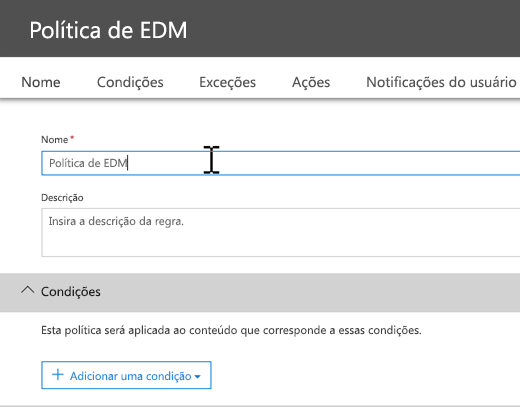 Política de EDM
Nome Condições Exceções Ações Notificações do usuário
Nome*
Política de EDM
Descrição
Insira a descrição da regra.
Condições
Esta política será aplicada ao conteúdo que corresponde a essas condições.
+ Adicionar uma condição